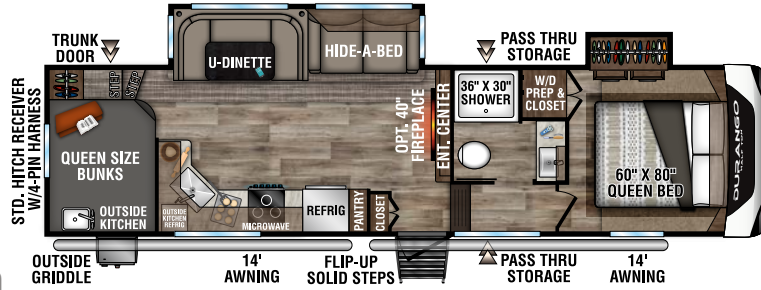 TRUNK
DOOR
U-DINETTE
HIDE-A-BED
PASS THRU
STORAGE
STEP
STEP
STD. HITCH RECEIVER
W/4-PIN HARNESS
QUEEN SIZE
BUNKS
OUTSIDE
KITCHEN
OUTSIDE
KITCHEN
REFRIG
MICROWAVE
REFRIG
PANTRY
CLOSET
OPT. 40"
FIREPLACE
ENT. CENTER
36" X 30"
SHOWER
W/D
PREP &
CLOSET
60" X 80"
QUEEN BED
DURANGO
HALF-TON
OUTSIDE
GRIDDLE
14'
AWNING
FLIP-UP
SOLID STEPS
PASS THRU
STORAGE
14'
AWNING